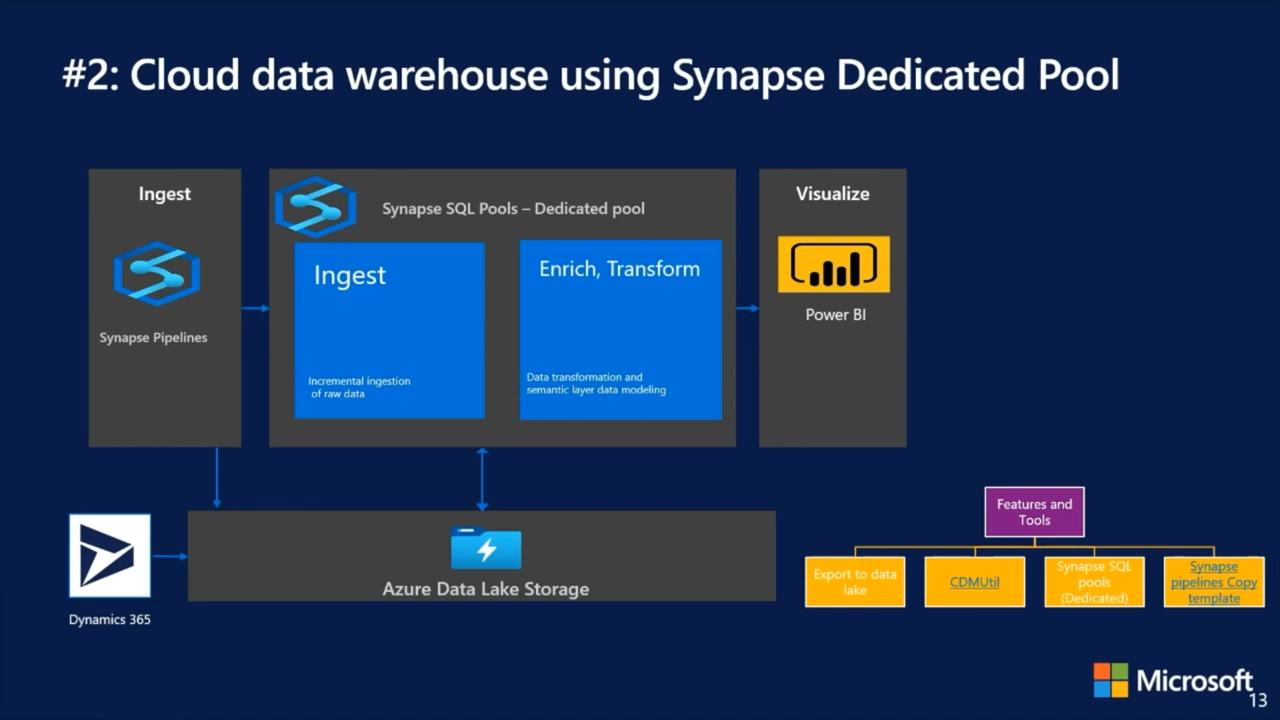 #2: Cloud data warehouse using Synapse Dedicated Pool
Ingest
Synapse Pipelines
Synapse SQL Pools – Dedicated pool
Ingest
Incremental ingestion
of raw data
Enrich, Transform
Data transformation and
semantic layer data modeling
Visualize
Power BI
Dynamics 365
Azure Data Lake Storage
Features and
Tools
Export to data
lake
CDMUtil
Synapse SQL
pools
(Dedicated)
Synapse
pipelines Copy
template
Microsoft
13